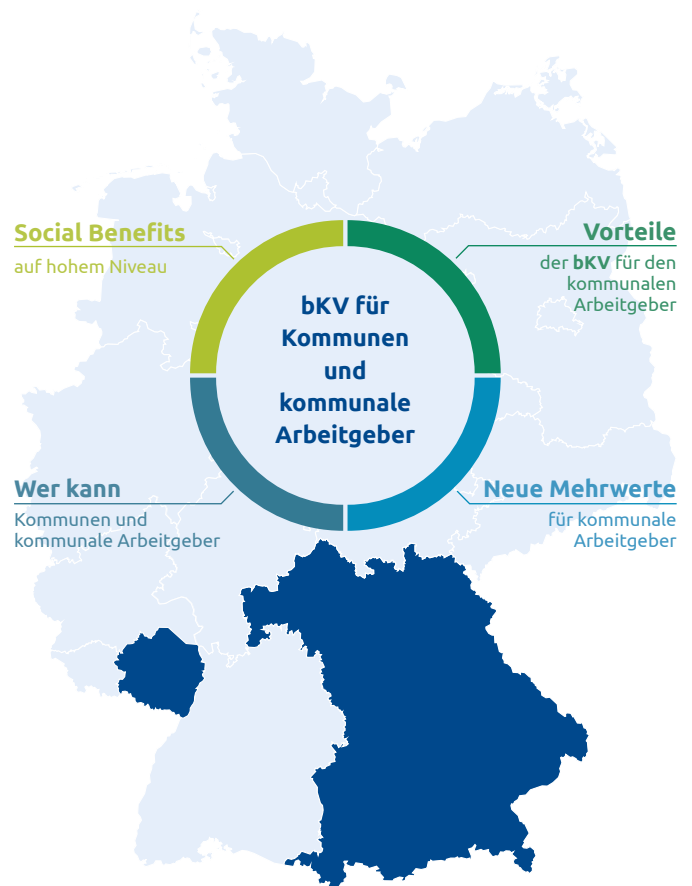 Social Benefits
auf hohem Niveau
Vorteile
der bKV für den
kommunalen
Arbeitgeber
bKV für
Kommunen
und
kommunale
Arbeitgeber
Wer kann
Kommunen und
kommunale Arbeitgeber
Neue Mehrwerte
für kommunale
Arbeitgeber